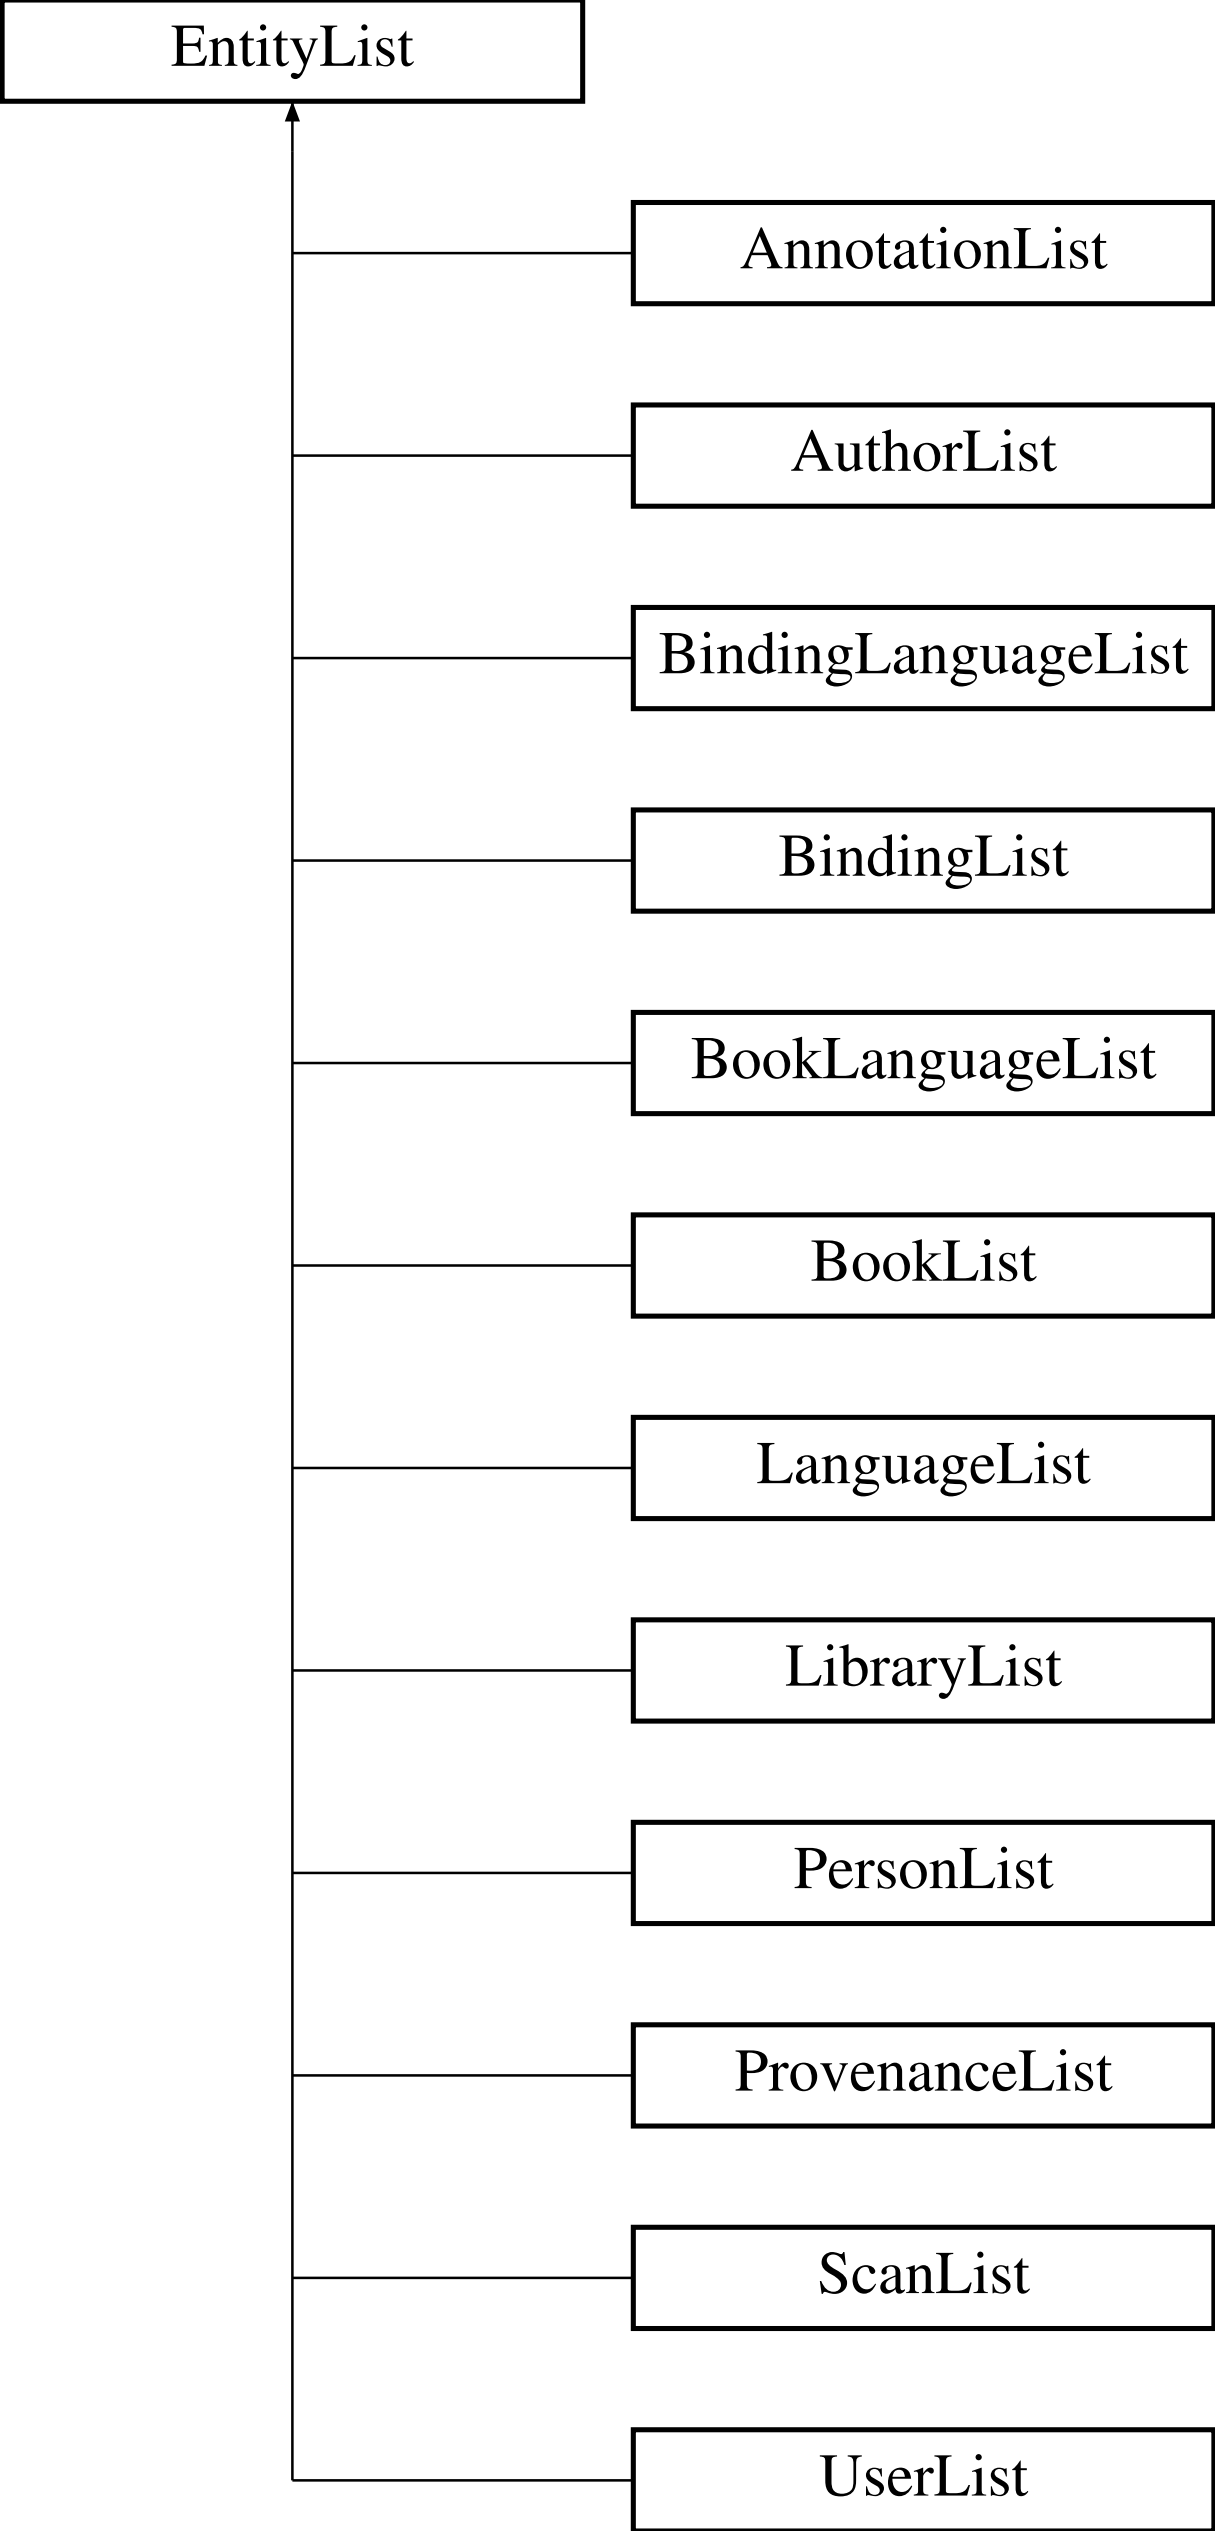 EntityList
AnnotationList
AuthorList
BindingLanguageList
BindingList
BookLanguageList
BookList
LanguageList
LibraryList
PersonList
ProvenanceList
ScanList
UserList